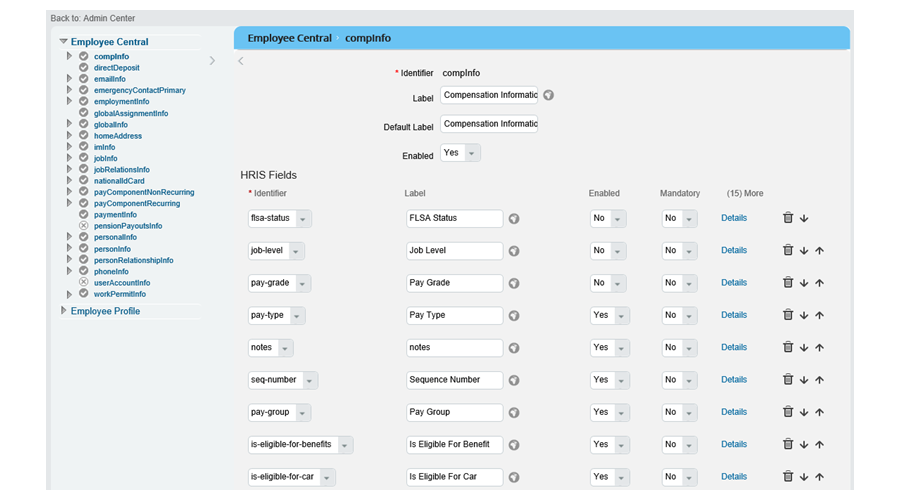 Back to: Admin Center
Employee Central
compInfo
directDeposit
emailInfo
emergencyContactPrimary
employmentInfo
globalAssignmentInfo
globalInfo
homeAddress
imInfo
jobInfo
jobRelationsInfo
nationalIdCard
payComponentNonRecurring
payComponentRecurring
paymentInfo
pensionPayoutsInfo
personalInfo
personInfo
personRelationshipInfo
phoneInfo
userAccountInfo
workPermitInfo
Employee Profile
Employee Central › compInfo
* Identifier compInfo
Label Compensation Informatic
Default Label Compensation Informatic
Enabled Yes
HRIS Fields
* Identifier Label Enabled Mandatory (15) More
flsa-status FLSA Status No No Details
job-level Job Level No No Details
pay-grade Pay Grade No No Details
pay-type Pay Type Yes No Details
notes notes Yes No Details
seq-number Sequence Number Yes No Details
pay-group Pay Group Yes No Details
is-eligible-for-benefits Is Eligible For Benefit Yes No Details
is-eligible-for-car Is Eligible For Car Yes No Details